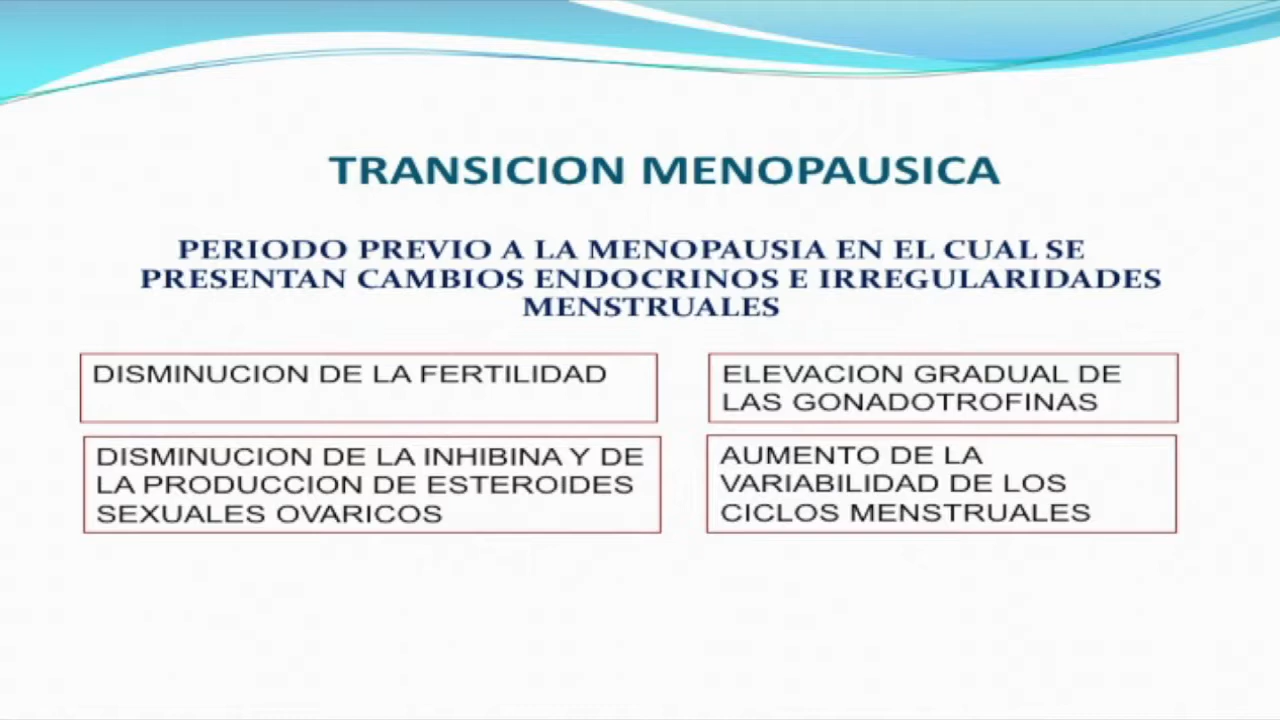 TRANSICION MENOPAUSICA
PERIODO PREVIO A LA MENOPAUSIA EN EL CUAL SE
PRESENTAN CAMBIOS ENDOCRINOS E IRREGULARIDADES
MENSTRUALES
DISMINUCION DE LA FERTILIDAD
ELEVACION GRADUAL DE
LAS GONADOTROFINAS
DISMINUCION DE LA INHIBINA Y DE
LA PRODUCCION DE ESTEROIDES
SEXUALES OVARICOS
AUMENTO DE LA
VARIABILIDAD DE LOS
CICLOS MENSTRUALES